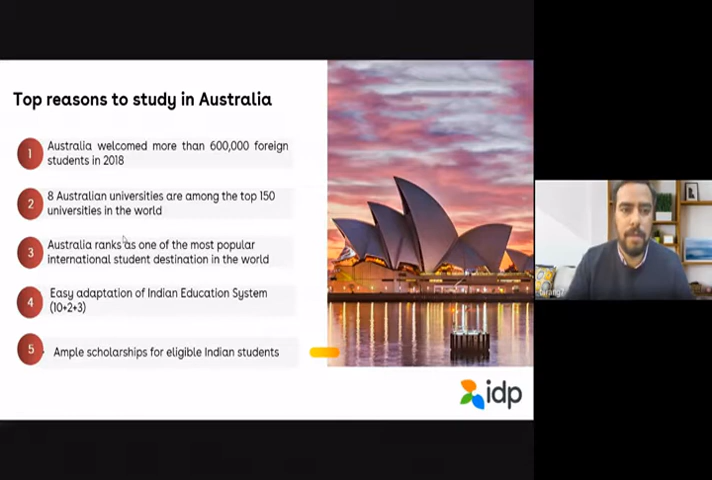 Top reasons to study in Australia
1
Australia welcomed more than 600,000 foreign
students in 2018
2
8 Australian universities are among the top 150
universities in the world
3
Australia ranks as one of the most popular
international student destination in the world
4
Easy adaptation of Indian Education System
(10+2+3)
5
Ample scholarships for eligible Indian students
idp